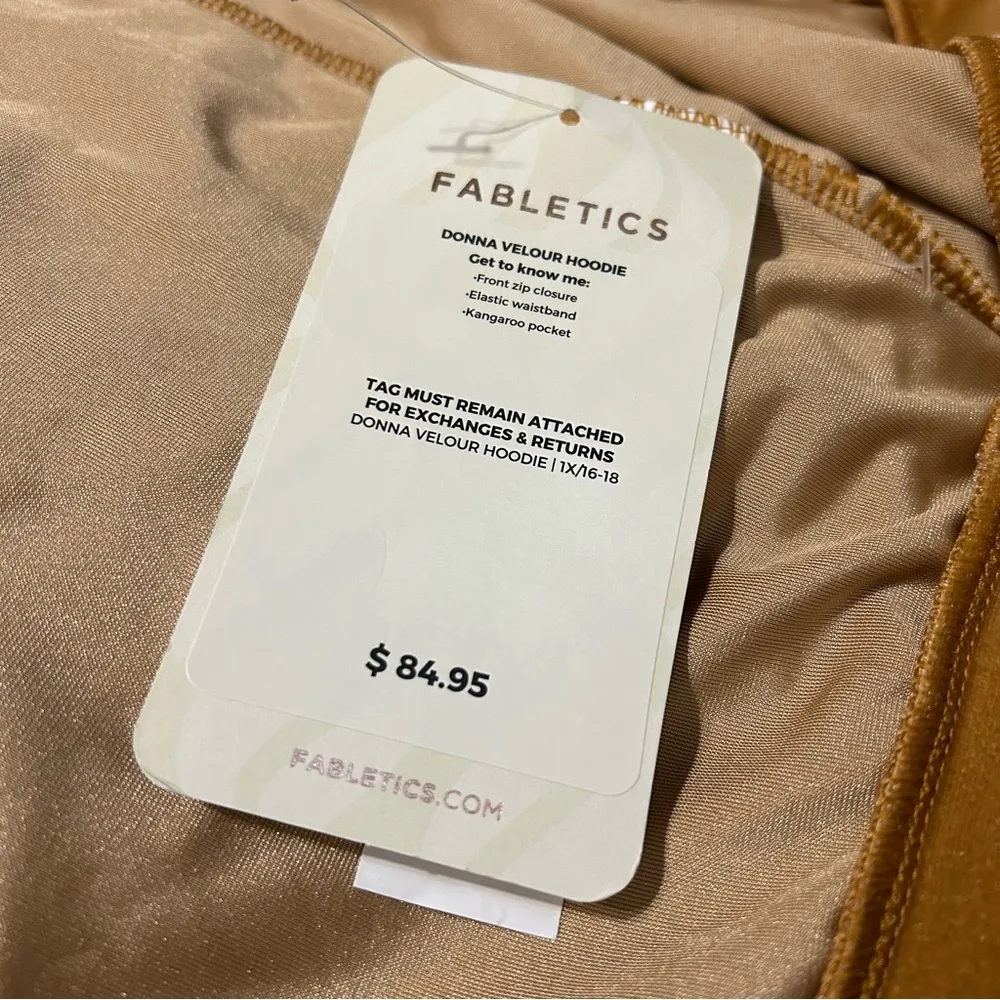 FABLETICS
DONNA VELOUR HOODIE
Get to know me:
•Front zip closure
•Elastic waistband
•Kangaroo pocket
TAG MUST REMAIN ATTACHED
FOR EXCHANGES & RETURNS
DONNA VELOUR HOODIE | 1X/16-18
$ 84.95
FABLETICS.COM